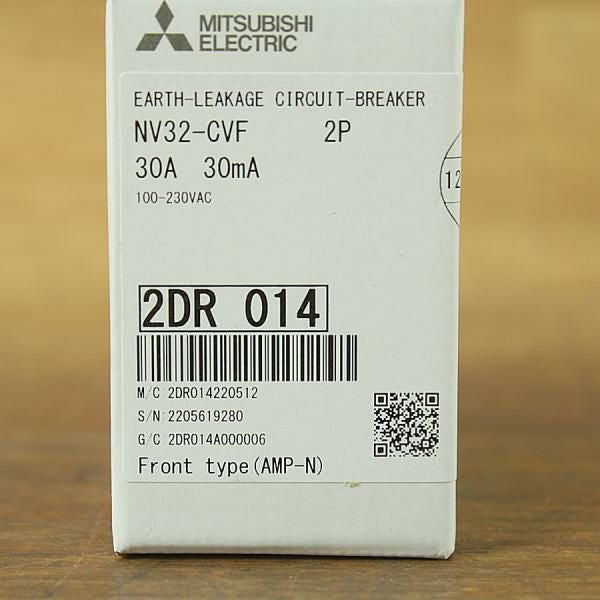 MITSUBISHI
ELECTRIC
EARTH-LEAKAGE CIRCUIT-BREAKER
NV32-CVF 2P
30A 30mA
12
100-230VAC
2DR 014
M/C:2DR014220512
S/N:2205619280
G/C:2DR014A000006
Front type(AMP-N)